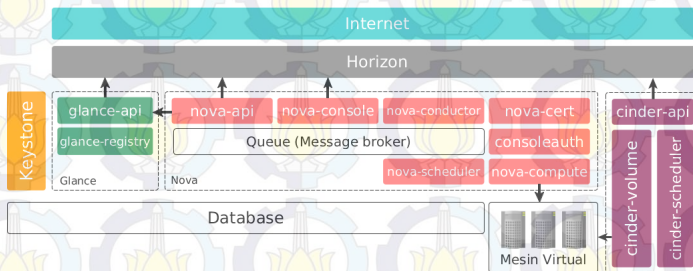 Internet
Horizon
Keystone
glance-api
glance-registry
Glance
nova-api
nova-console
nova-conductor
nova-cert
Queue (Message broker)
consoleauth
nova-scheduler
nova-compute
Nova
cinder-api
cinder-volume
cinder-scheduler
Database
Mesin Virtual